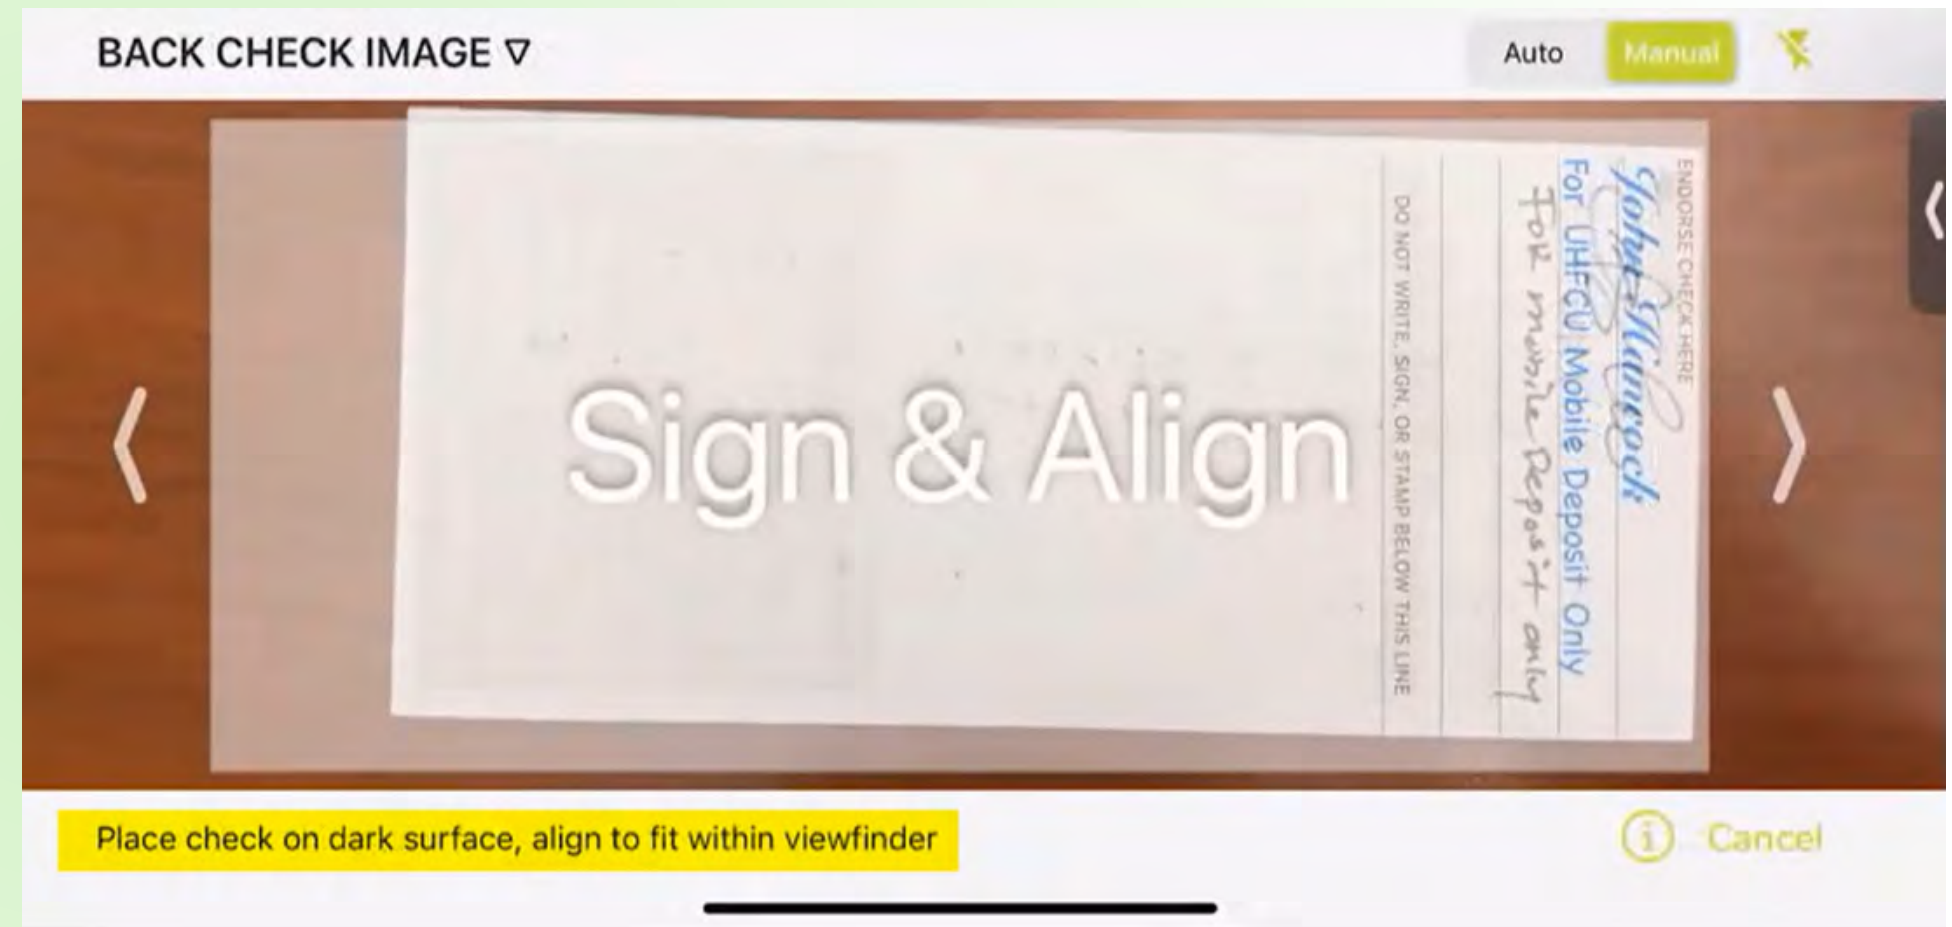 BACK CHECK IMAGE
Auto
Manual
ENDORSE CHECK HERE
John Hancock
For UHFCU Mobile Deposit Only
For mobile Deposit only
DO NOT WRITE, SIGN, OR STAMP BELOW THIS LINE
Sign & Align
Place check on dark surface, align to fit within viewfinder
Cancel